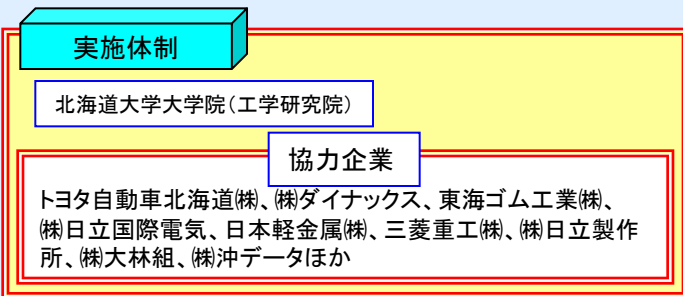 実施体制
北海道大学大学院(工学研究院)
協力企業
トヨタ自動車北海道㈱、㈱ダイナックス、東海ゴム工業㈱、
㈱日立国際電気、日本軽金属㈱、三菱重工㈱、㈱日立製作
所、㈱大林組、㈱沖データほか